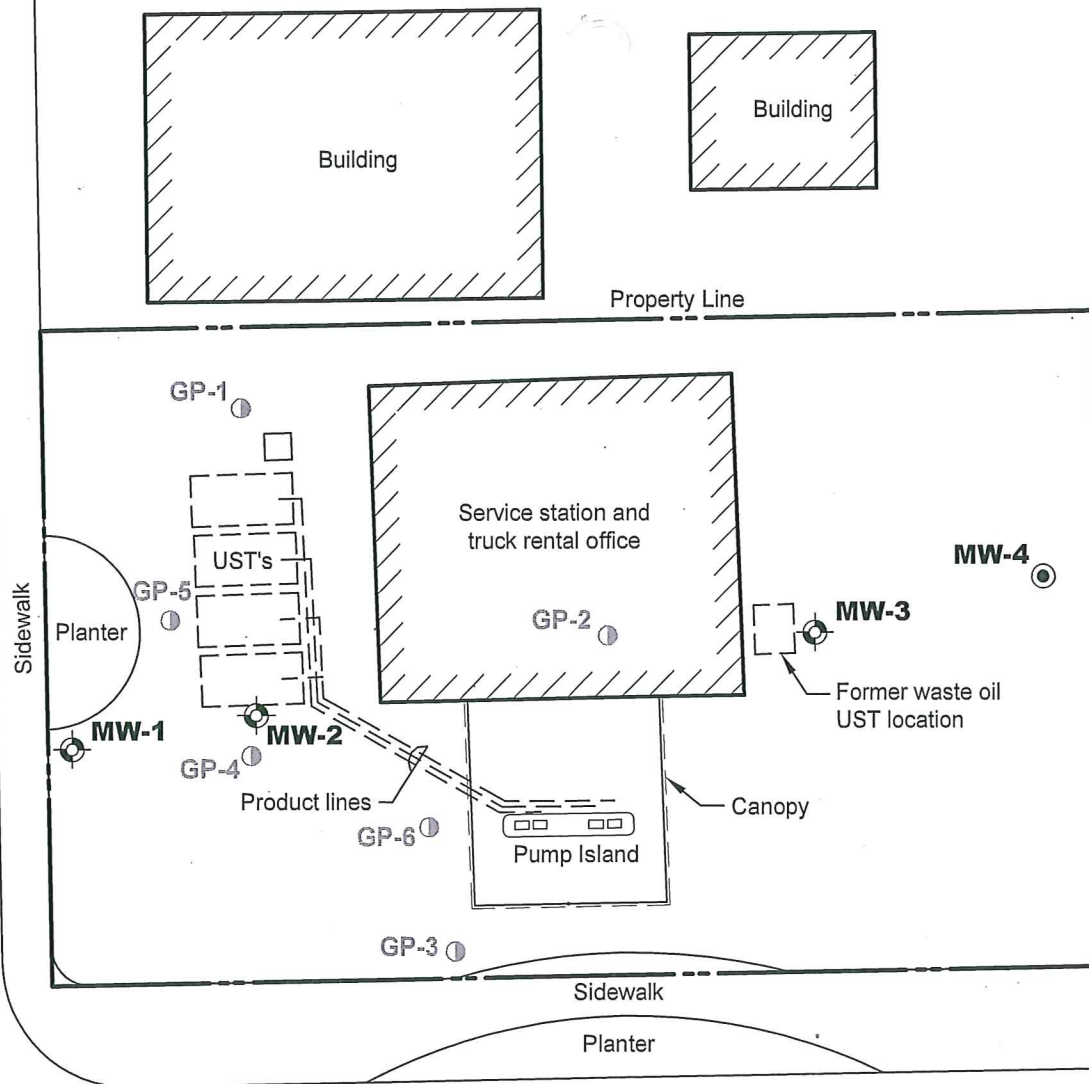 Building
Building
Property Line
GP-1
Service station and
truck rental office
UST's
MW-4
GP-5
GP-2
MW-3
Sidewalk
Planter
Former waste oil
UST location
MW-1
MW-2
GP-4
Product lines
Canopy
GP-6
Pump Island
GP-3
Sidewalk
Planter